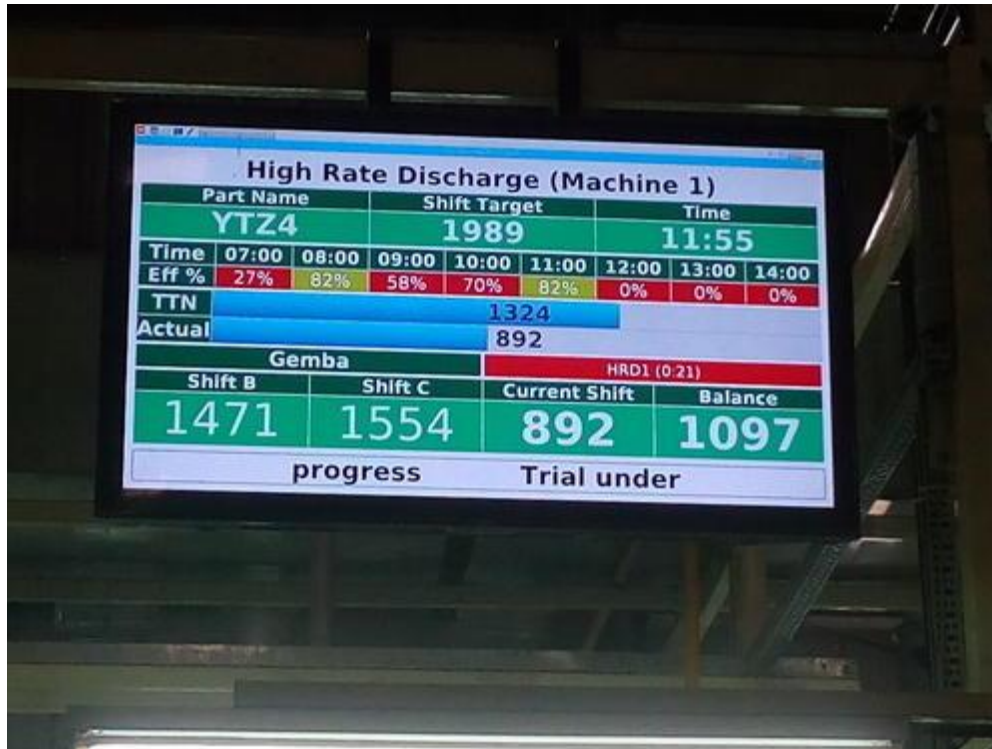 High Rate Discharge (Machine 1)
Part Name Shift Target Time
YTZ4 1989 11:55
Time 07:00 08:00 09:00 10:00 11:00 12:00 13:00 14:00
Eff % 27% 82% 58% 70% 82% 0% 0% 0%
TTN 1324
Actual 892
Gemba HRD1 (0:21)
Shift B Shift C Current Shift Balance
1471 1554 892 1097
progress Trial under